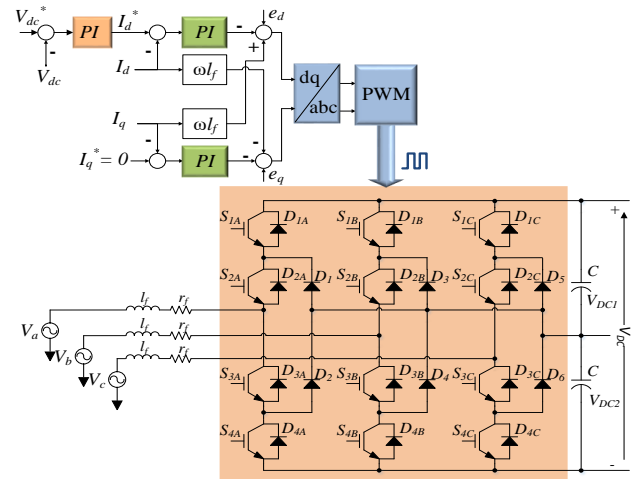 V_dc* PI I_d* PI e_d
- - - +
V_dc I_d ωl_f
dq abc PWM
I_q ωl_f
- - - -
I_q* = 0 PI e_q
S_1A D_1A S_1B D_1B S_1C D_1C +
S_2A D_2A D_1 S_2B D_2B D_3 S_2C D_2C D_5 C
V_DC1
l_f r_f
V_a l_f r_f V_DC
V_b l_f r_f
V_c S_3A D_3A D_2 S_3B D_3B D_4 S_3C D_3C D_6 C
V_DC2
S_4A D_4A S_4B D_4B S_4C D_4C
-